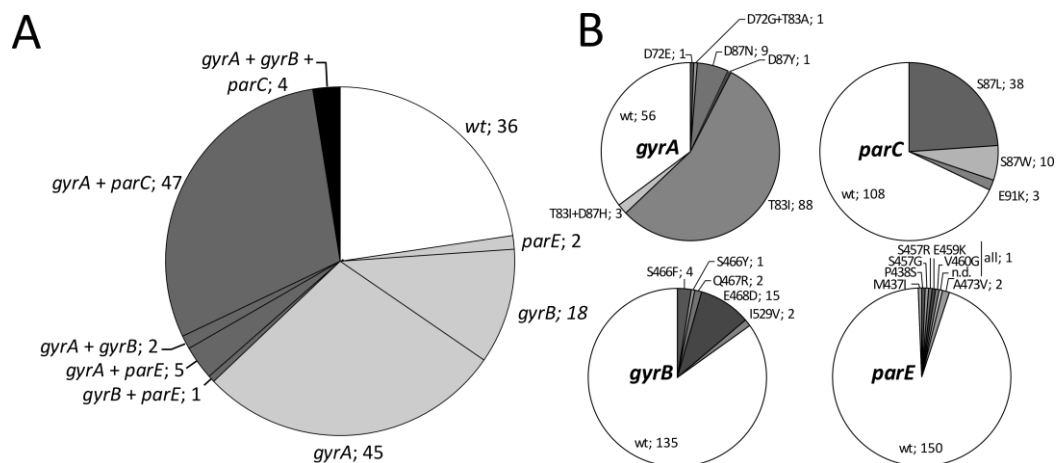 A
gyrA + gyrB +
parC; 4
wt; 36
parE; 2
gyrB; 18
gyrA; 45
gyrB + parE; 1
gyrA + parE; 5
gyrA + gyrB; 2
gyrA + parC; 47
B
D72G+T83A; 1
D72E; 1
D87N; 9
D87Y; 1
wt; 56
gyrA
T83I+D87H; 3
T83I; 88
S87L; 38
parC
S87W; 10
E91K; 3
wt; 108
S466F; 4
S466Y; 1
Q467R; 2
E468D; 15
I529V; 2
gyrB
wt; 135
S457R E459K
S457G V460G all; 1
P438S n.d.
M437I A473V; 2
parE
wt; 150